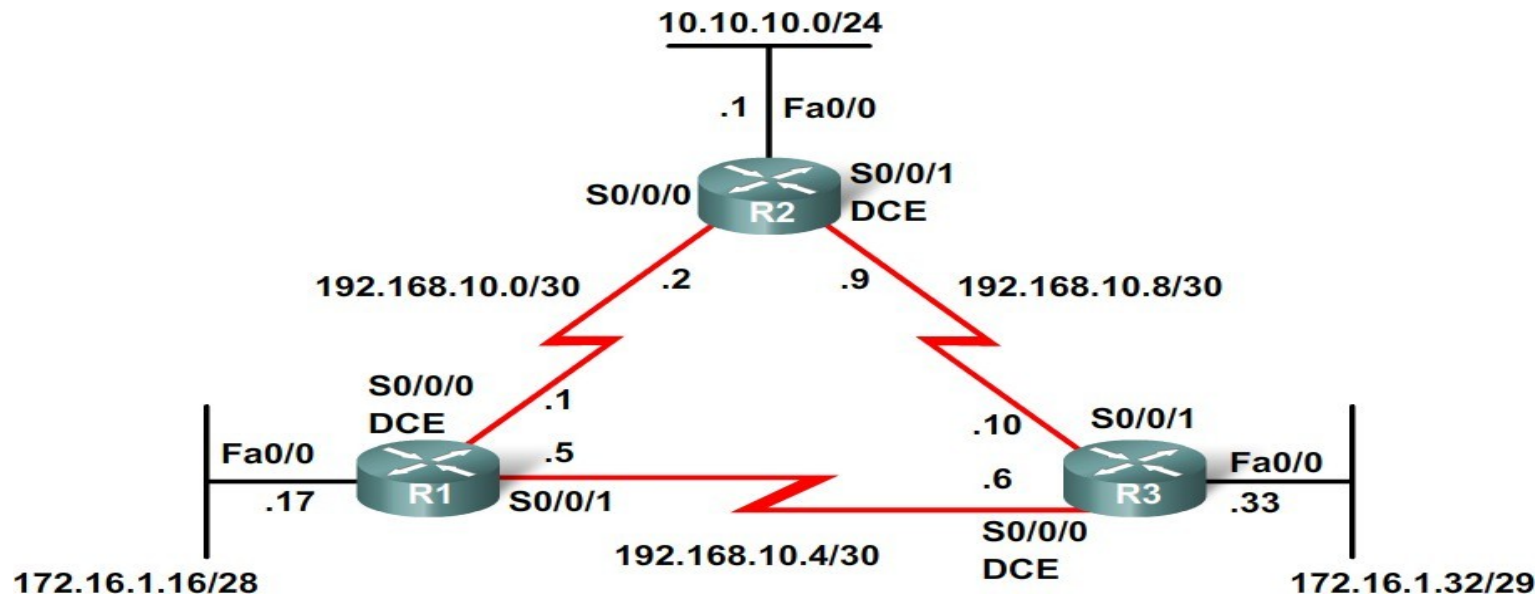 10.10.10.0/24
.1 Fa0/0
S0/0/0
R2
S0/0/1
DCE
192.168.10.0/30
.2
.9
192.168.10.8/30
S0/0/0
DCE
.1
.5
Fa0/0
.17
R1
S0/0/1
172.16.1.16/28
192.168.10.4/30
.10
S0/0/1
.6
R3
Fa0/0
.33
S0/0/0
DCE
172.16.1.32/29